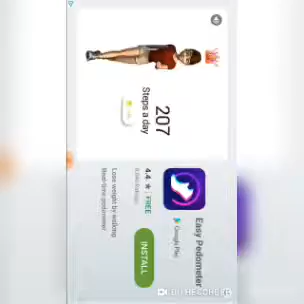 207
Steps a day
Easy Pedometer
Google Play
4.4 ★ FREE
Lose weight by walking
Real-time pedometer
INSTALL